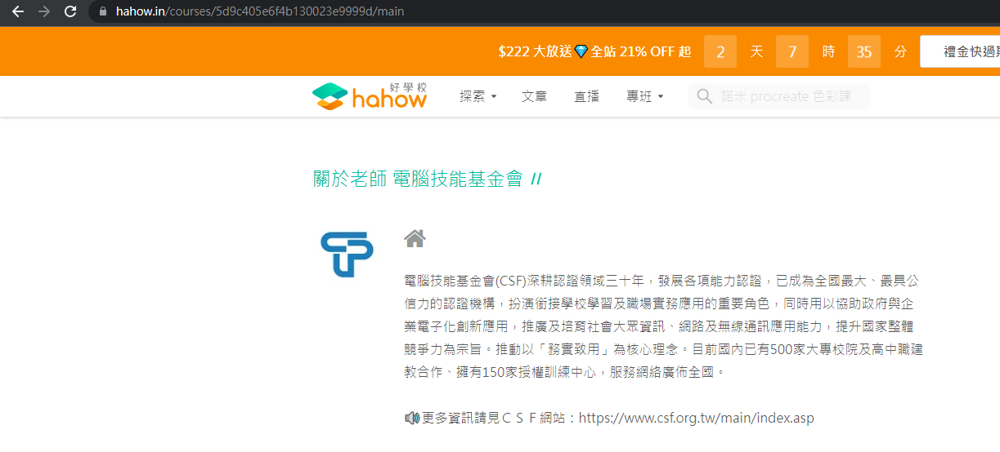 hahow.in/courses/5d9c405e6f4b130023e9999d/main
$222 大放送💎全站 21% OFF 起 2 天 7 時 35 分 禮金快過
好學校
hahow 探索 文章 直播 專班 諾米 procreate 色彩課
關於老師 電腦技能基金會 //
電腦技能基金會(CSF)深耕認證領域三十年，發展各項能力認證，已成為全國最大、最具公
信力的認證機構，扮演銜接學校學習及職場實務應用的重要角色，同時用以協助政府與企
業電子化創新應用，推廣及培育社會大眾資訊、網路及無線通訊應用能力，提升國家整體
競爭力為宗旨。推動以「務實致用」為核心理念。目前國內已有500家大專校院及高中職建
教合作、擁有150家授權訓練中心，服務網絡廣佈全國。
🔊更多資訊請見ＣＳＦ網站：https://www.csf.org.tw/main/index.asp